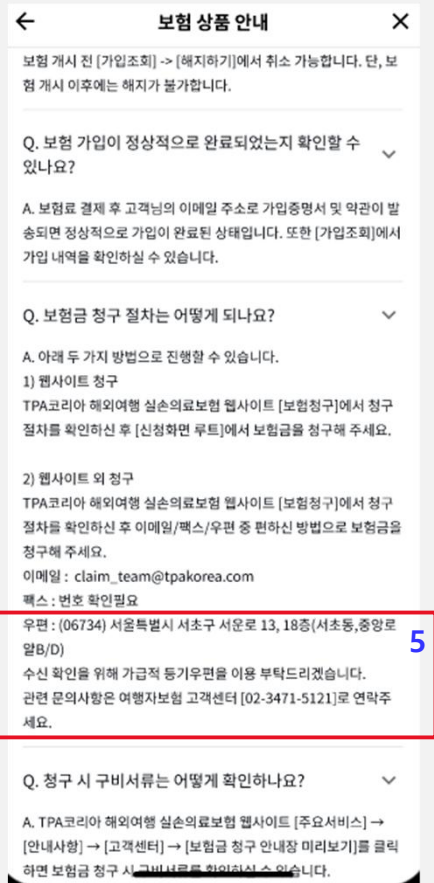 보험 상품 안내
보험 개시 전 [가입조회] -> [해지하기]에서 취소 가능합니다. 단, 보
험 개시 이후에는 해지가 불가합니다.
Q. 보험 가입이 정상적으로 완료되었는지 확인할 수
있나요?
A. 보험료 결제 후 고객님의 이메일 주소로 가입증명서 및 약관이 발
송되면 정상적으로 가입이 완료된 상태입니다. 또한 [가입조회]에서
가입 내역을 확인하실 수 있습니다.
Q. 보험금 청구 절차는 어떻게 되나요?
A. 아래 두 가지 방법으로 진행할 수 있습니다.
1) 웹사이트 청구
TPA코리아 해외여행 실손의료보험 웹사이트 [보험청구]에서 청구
절차를 확인하신 후 [신청화면 루트]에서 보험금을 청구해 주세요.
2) 웹사이트 외 청구
TPA코리아 해외여행 실손의료보험 웹사이트 [보험청구]에서 청구
절차를 확인하신 후 이메일/팩스/우편 중 편하신 방법으로 보험금을
청구해 주세요.
이메일 : claim_team@tpakorea.com
팩스 : 번호 확인필요
우편 : (06734) 서울특별시 서초구 서운로 13, 18층(서초동,중앙로
얄B/D)
5
수신 확인을 위해 가급적 등기우편을 이용 부탁드리겠습니다.
관련 문의사항은 여행자보험 고객센터 [02-3471-5121]로 연락주
세요.
Q. 청구 시 구비서류는 어떻게 확인하나요?
A. TPA코리아 해외여행 실손의료보험 웹사이트 [주요서비스] →
[안내사항] → [고객센터] → [보험금 청구 안내장 미리보기]를 클릭
하면 보험금 청구 시 구비서류를 확인하실 수 있습니다.